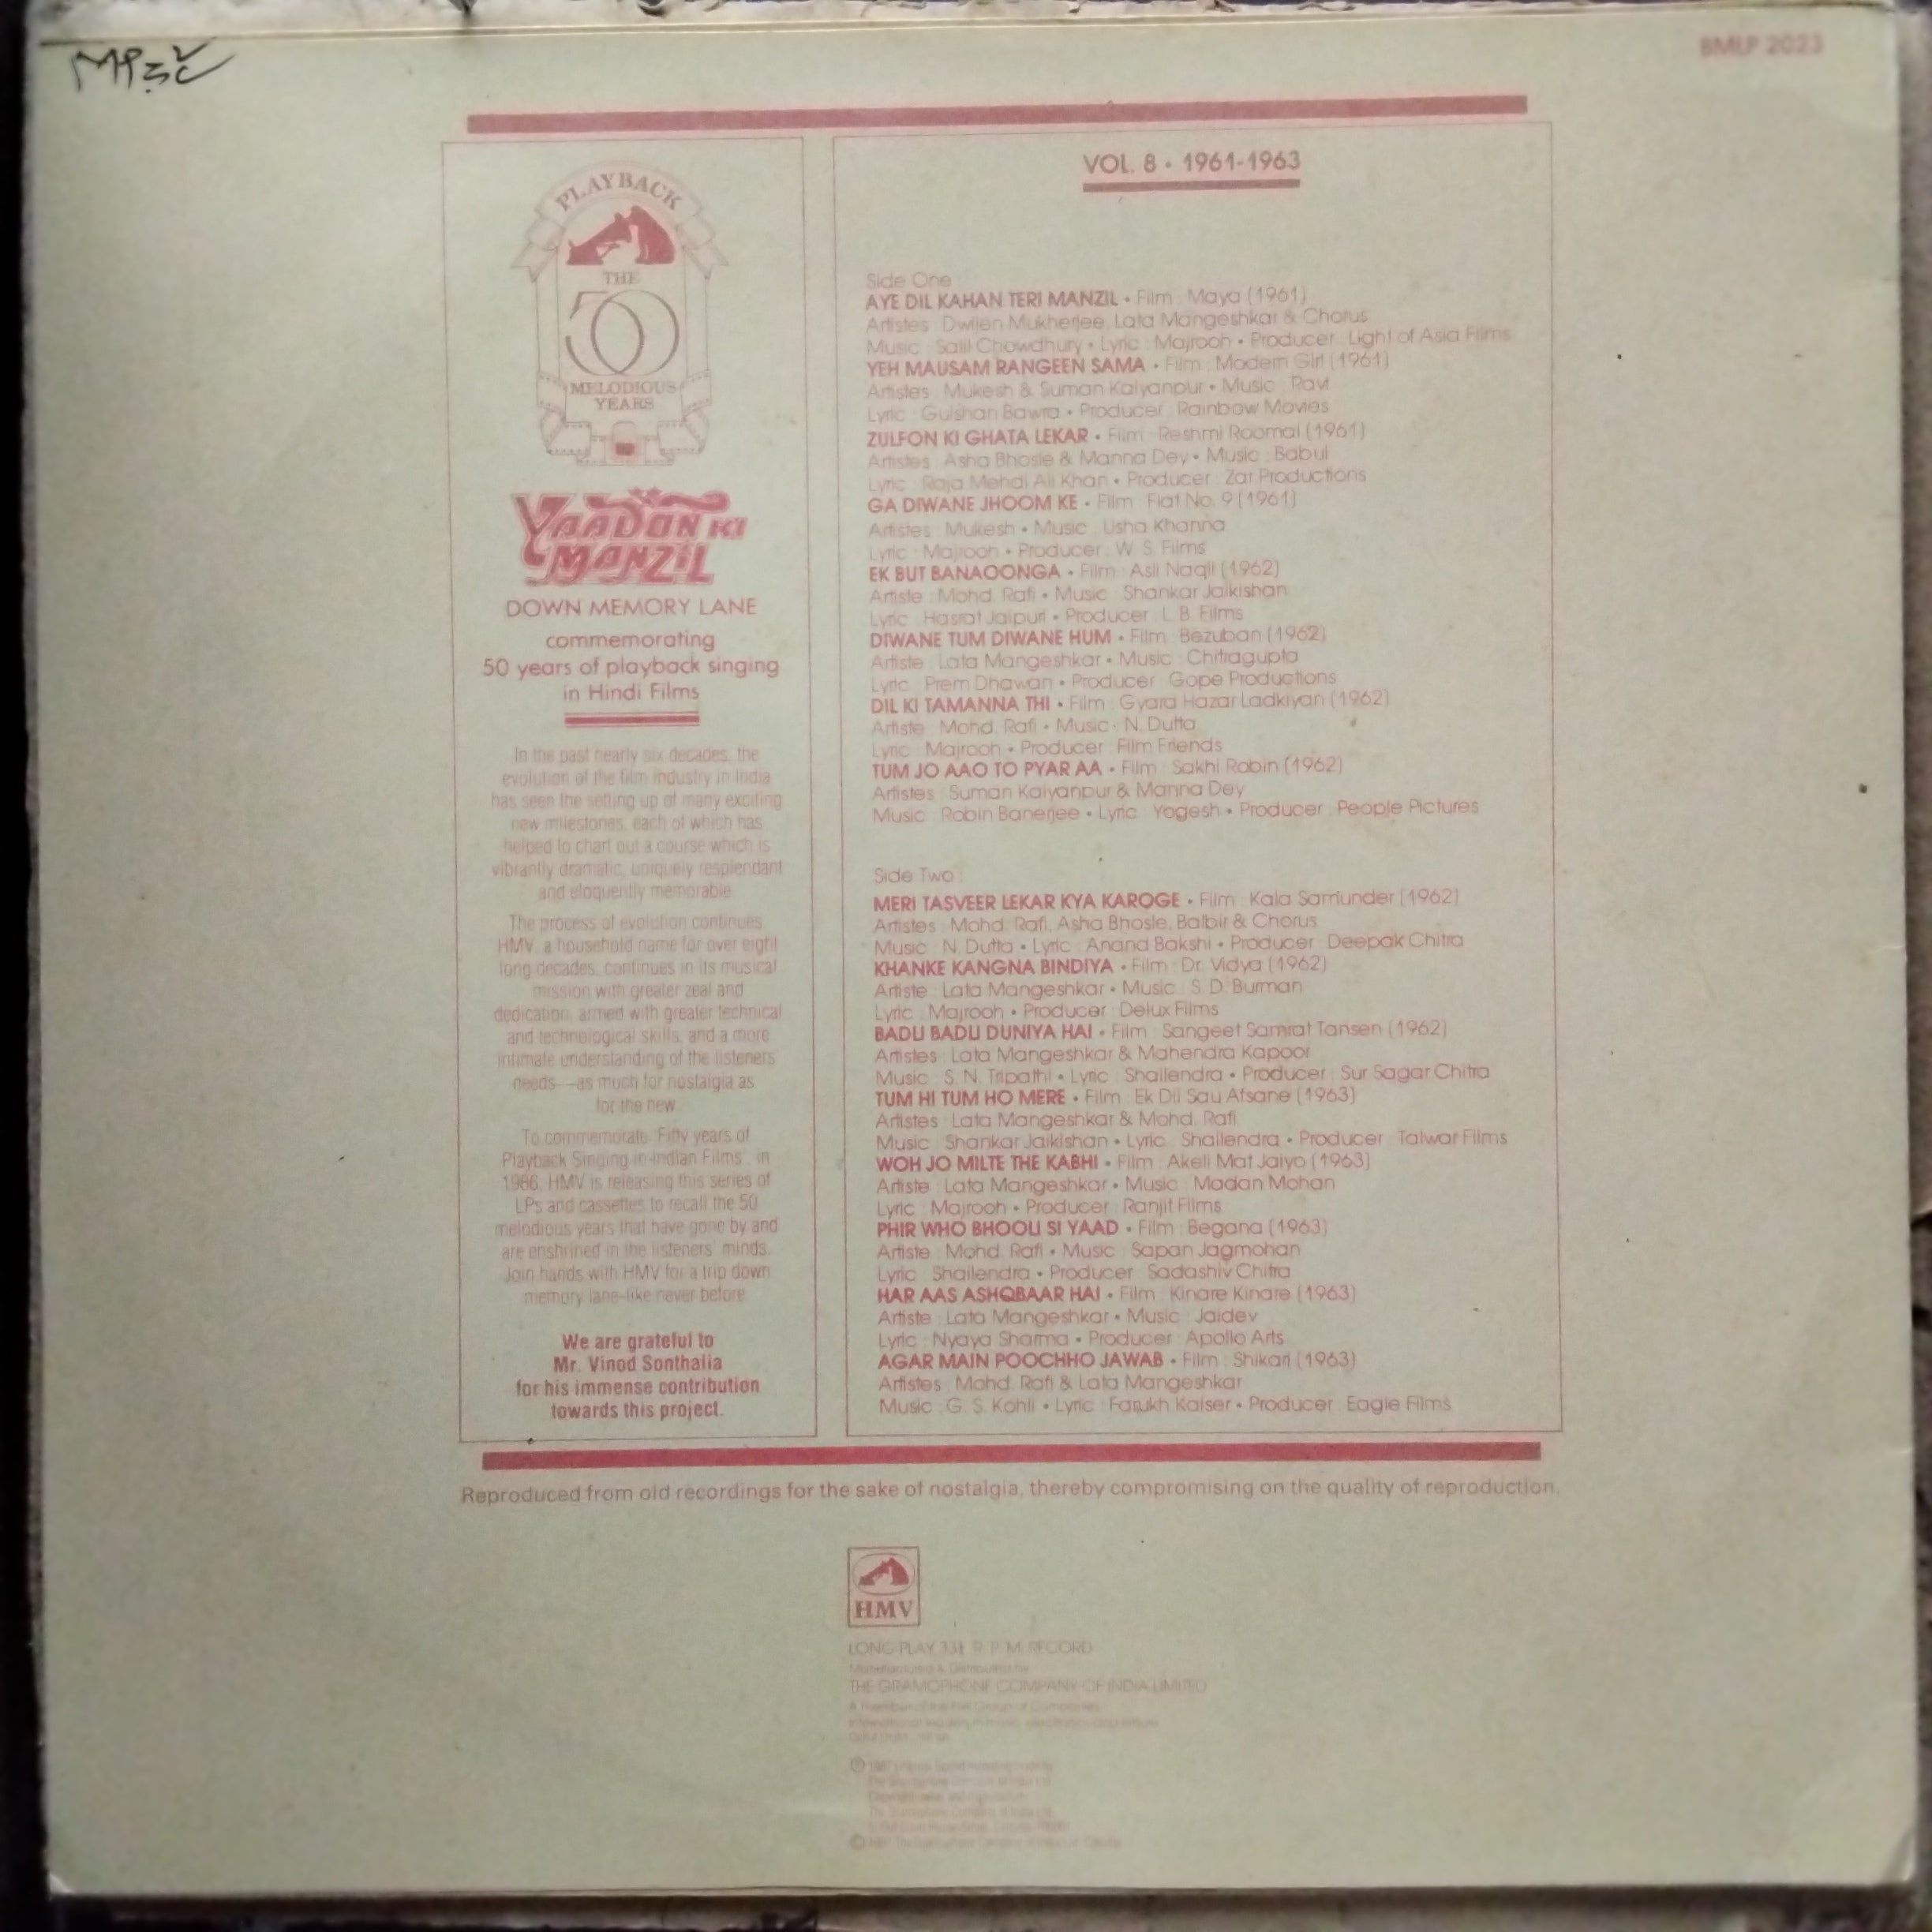 BMLP 2023
PLAYBACK
THE
50
MELODIOUS
YEARS
YAADON KI
MANZIL
DOWN MEMORY LANE
commemorating
50 years of playback singing
in Hindi Films
In the past nearly six decades, the
evolution of the film industry in India
has seen the setting up of many exciting
new milestones, each of which has
helped to chart out a course which is
vibrantly dramatic, uniquely resplendant
and eloquently memorable.
The process of evolution continues.
HMV, a household name for over eight
long decades, continues in its musical
mission with greater zeal and
dedication, armed with greater technical
and technological skills, and a more
intimate understanding of the listeners
needs—as much for nostalgia as
for the new.
To commemorate 'Fifty years of
Playback Singing in Indian Films', in
1986, HMV is releasing this series of
LPs and cassettes to recall the 50
melodious years that have gone by and
are enshrined in the listeners' minds.
Join hands with HMV for a trip down
memory lane-like never before.
We are grateful to
Mr. Vinod Sonthalia
for his immense contribution
towards this project.
VOL. 8 • 1961-1963
Side One
AYE DIL KAHAN TERI MANZIL • Film : Maya (1961)
Artistes : Dwijen Mukherjee, Lata Mangeshkar & Chorus
Music : Salil Chowdhury • Lyric : Majrooh • Producer : Light of Asia Films
YEH MAUSAM RANGEEN SAMA • Film : Modern Girl (1961)
Artistes : Mukesh & Suman Kalyanpur • Music : Ravi
Lyric : Gulshan Bawra • Producer : Rainbow Movies
ZULFON KI GHATA LEKAR • Film : Reshmi Roomal (1961)
Artistes : Asha Bhosle & Manna Dey • Music : Babul
Lyric : Raja Mehdi Ali Khan • Producer : Zar Productions
GA DIWANE JHOOM KE • Film : Flat No. 9 (1961)
Artistes : Mukesh • Music : Usha Khanna
Lyric : Majrooh • Producer : W. S. Films
EK BUT BANAOONGA • Film : Asli Naqli (1962)
Artiste : Mohd. Rafi • Music : Shankar Jaikishan
Lyric : Hasrat Jaipuri • Producer : L. B. Films
DIWANE TUM DIWANE HUM • Film : Bezuban (1962)
Artiste : Lata Mangeshkar • Music : Chitragupta
Lyric : Prem Dhawan • Producer : Gope Productions
DIL KI TAMANNA THI • Film : Gyara Hazar Ladkiyan (1962)
Artiste : Mohd. Rafi • Music : N. Dutta
Lyric : Majrooh • Producer : Film Friends
TUM JO AAO TO PYAR AA • Film : Sakhi Robin (1962)
Artistes : Suman Kalyanpur & Manna Dey
Music : Robin Banerjee • Lyric : Yogesh • Producer : People Pictures
Side Two :
MERI TASVEER LEKAR KYA KAROGE • Film : Kala Samunder (1962)
Artistes : Mohd. Rafi, Asha Bhosle, Balbir & Chorus
Music : N. Dutta • Lyric : Anand Bakshi • Producer : Deepak Chitra
KHANKE KANGNA BINDIYA • Film : Dr. Vidya (1962)
Artiste : Lata Mangeshkar • Music : S. D. Burman
Lyric : Majrooh • Producer : Delux Films
BADLI BADLI DUNIYA HAI • Film : Sangeet Samrat Tansen (1962)
Artistes : Lata Mangeshkar & Mahendra Kapoor
Music : S. N. Tripathi • Lyric : Shailendra • Producer : Sur Sagar Chitra
TUM HI TUM HO MERE • Film : Ek Dil Sau Afsane (1963)
Artistes : Lata Mangeshkar & Mohd. Rafi
Music : Shankar Jaikishan • Lyric : Shailendra • Producer : Talwar Films
WOH JO MILTE THE KABHI • Film : Akeli Mat Jaiyo (1963)
Artiste : Lata Mangeshkar • Music : Madan Mohan
Lyric : Majrooh • Producer : Ranjit Films
PHIR WHO BHOOLI SI YAAD • Film : Begana (1963)
Artiste : Mohd. Rafi • Music : Sapan Jagmohan
Lyric : Shailendra • Producer : Sadashiv Chitra
HAR AAS ASHQBAAR HAI • Film : Kinare Kinare (1963)
Artiste : Lata Mangeshkar • Music : Jaidev
Lyric : Nyaya Sharma • Producer : Apollo Arts
AGAR MAIN POOCHHO JAWAB • Film : Shikari (1963)
Artistes : Mohd. Rafi & Lata Mangeshkar
Music : G. S. Kohli • Lyric : Farukh Kaiser • Producer : Eagle Films
Reproduced from old recordings for the sake of nostalgia, thereby compromising on the quality of reproduction.
HMV
LONG PLAY 33⅓ R. P. M. RECORD
Manufactured & Distributed by
THE GRAMOPHONE COMPANY OF INDIA LIMITED